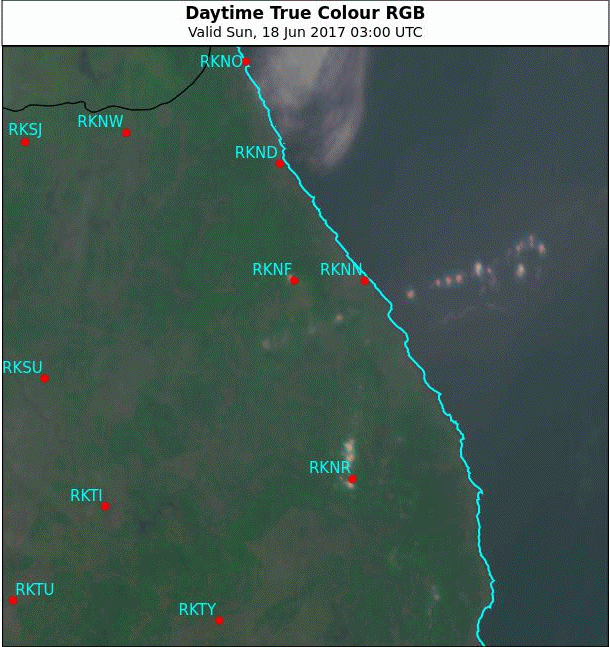 Daytime True Colour RGB
Valid Sun, 18 Jun 2017 03:00 UTC
RKNO
RKSJ
RKNW
RKND
RKNF
RKNN
RKSU
RKNR
RKTI
RKTU
RKTY